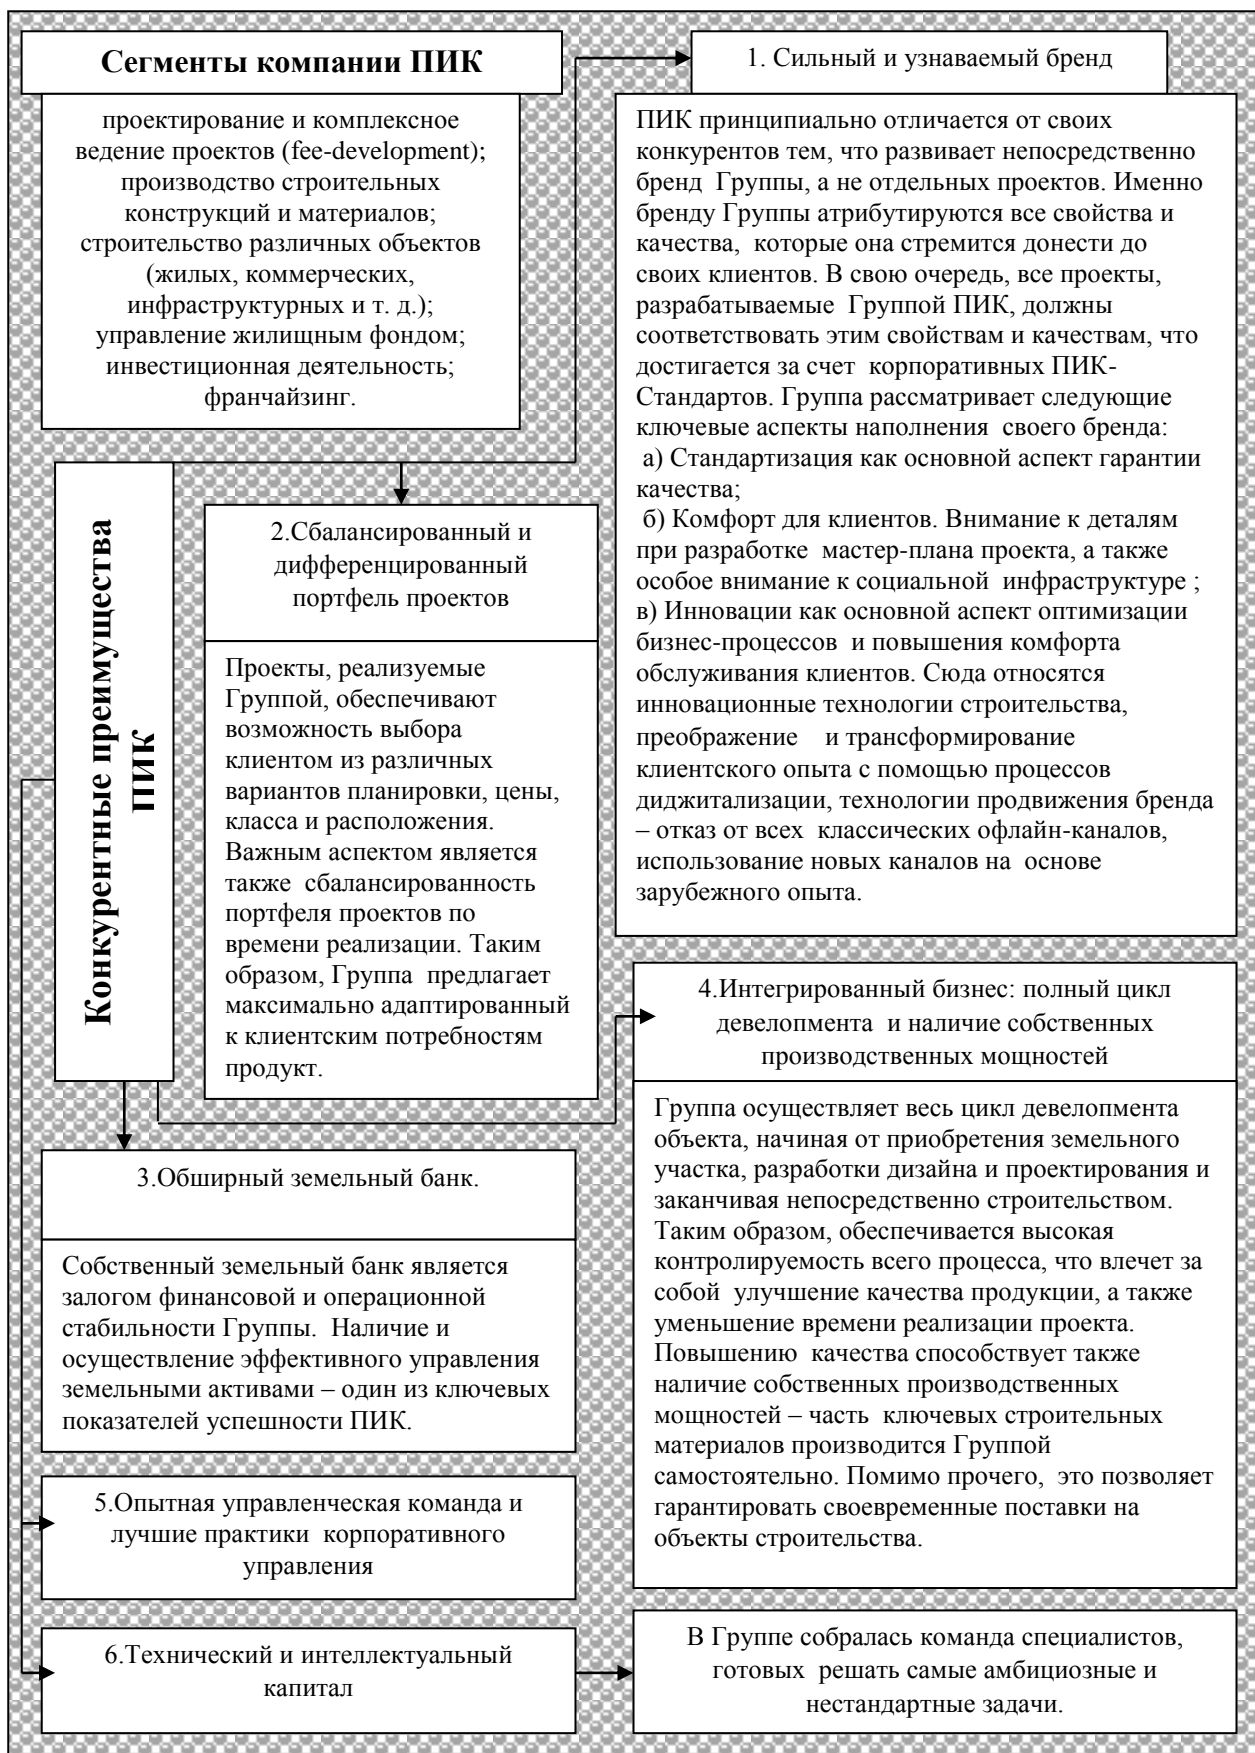 Сегменты компании ПИК
проектирование и комплексное
ведение проектов (fee-development);
производство строительных
конструкций и материалов;
строительство различных объектов
(жилых, коммерческих,
инфраструктурных и т. д.);
управление жилищным фондом;
инвестиционная деятельность;
франчайзинг.
Конкурентные преимущества
ПИК
1. Сильный и узнаваемый бренд
ПИК принципиально отличается от своих
конкурентов тем, что развивает непосредственно
бренд Группы, а не отдельных проектов. Именно
бренду Группы атрибутируются все свойства и
качества, которые она стремится донести до
своих клиентов. В свою очередь, все проекты,
разрабатываемые Группой ПИК, должны
соответствовать этим свойствам и качествам, что
достигается за счет корпоративных ПИК-
Стандартов. Группа рассматривает следующие
ключевые аспекты наполнения своего бренда:
а) Стандартизация как основной аспект гарантии
качества;
б) Комфорт для клиентов. Внимание к деталям
при разработке мастер-плана проекта, а также
особое внимание к социальной инфраструктуре ;
в) Инновации как основной аспект оптимизации
бизнес-процессов и повышения комфорта
обслуживания клиентов. Сюда относятся
инновационные технологии строительства,
преображение и трансформирование
клиентского опыта с помощью процессов
диджитализации, технологии продвижения бренда
– отказ от всех классических офлайн-каналов,
использование новых каналов на основе
зарубежного опыта.
2.Сбалансированный и
дифференцированный
портфель проектов
Проекты, реализуемые
Группой, обеспечивают
возможность выбора
клиентом из различных
вариантов планировки, цены,
класса и расположения.
Важным аспектом является
также сбалансированность
портфеля проектов по
времени реализации. Таким
образом, Группа предлагает
максимально адаптированный
к клиентским потребностям
продукт.
3.Обширный земельный банк.
Собственный земельный банк является
залогом финансовой и операционной
стабильности Группы. Наличие и
осуществление эффективного управления
земельными активами – один из ключевых
показателей успешности ПИК.
4.Интегрированный бизнес: полный цикл
девелопмента и наличие собственных
производственных мощностей
Группа осуществляет весь цикл девелопмента
объекта, начиная от приобретения земельного
участка, разработки дизайна и проектирования и
заканчивая непосредственно строительством.
Таким образом, обеспечивается высокая
контролируемость всего процесса, что влечет за
собой улучшение качества продукции, а также
уменьшение времени реализации проекта.
Повышению качества способствует также
наличие собственных производственных
мощностей – часть ключевых строительных
материалов производится Группой
самостоятельно. Помимо прочего, это позволяет
гарантировать своевременные поставки на
объекты строительства.
5.Опытная управленческая команда и
лучшие практики корпоративного
управления
6.Технический и интеллектуальный
капитал
В Группе собралась команда специалистов,
готовых решать самые амбициозные и
нестандартные задачи.